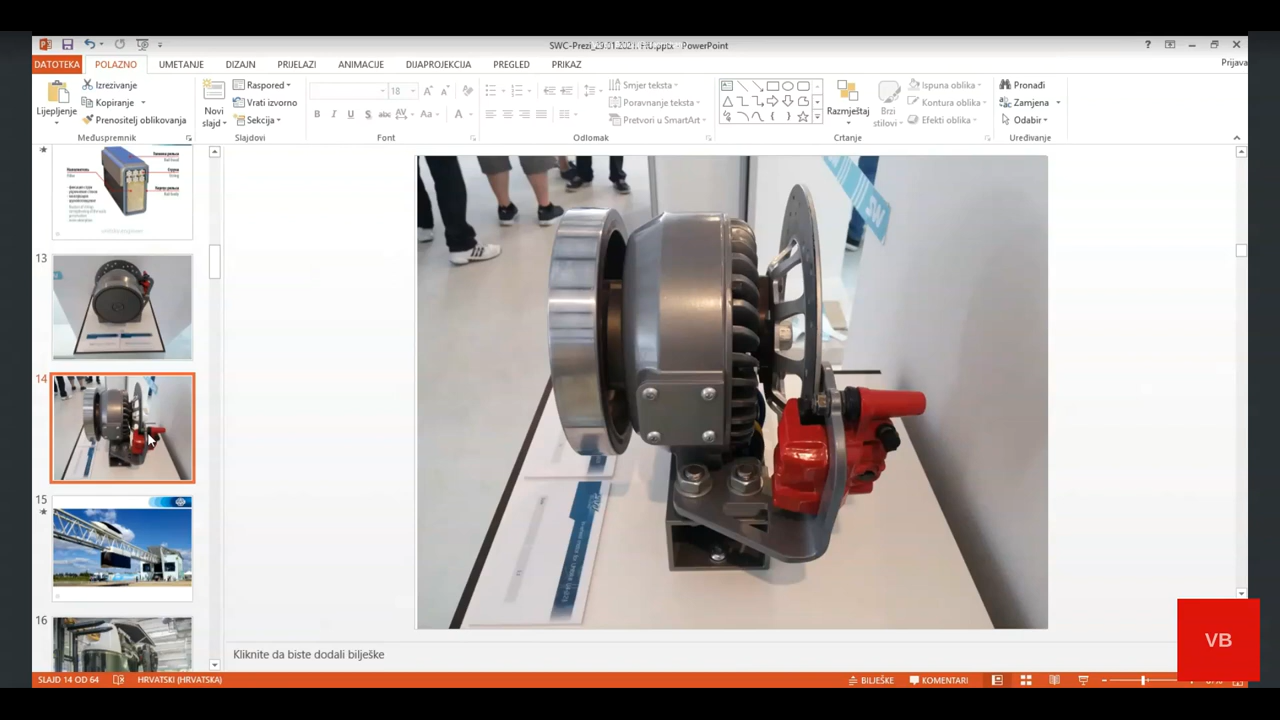 SWC-Prezi_29.01.2021. HU.pptx - PowerPoint
DATOTEKA
POLAZNO
UMETANJE
DIZAJN
PRIJELAZI
ANIMACIJE
DIJAPROJEKCIJA
PREGLED
PRIKAZ
Prijava
Lijepljenje
Izrezivanje
Kopiranje
Prenositelj oblikovanja
Međuspremnik
Novi
slajd
Raspored
Vrati izvorno
Sekcija
Slajdovi
18
Font
Smjer teksta
Poravnanje teksta
Pretvori u SmartArt
Odlomak
Razmještaj
Brzi
stilovi
Ispuna oblika
Kontura oblika
Efekti oblika
Crtanje
Pronađi
Zamjena
Odabir
Uređivanje
13
14
15
16
Kliknite da biste dodali bilješke
VB
SLAJD 14 OD 64
HRVATSKI (HRVATSKA)
BILJEŠKE
KOMENTARI